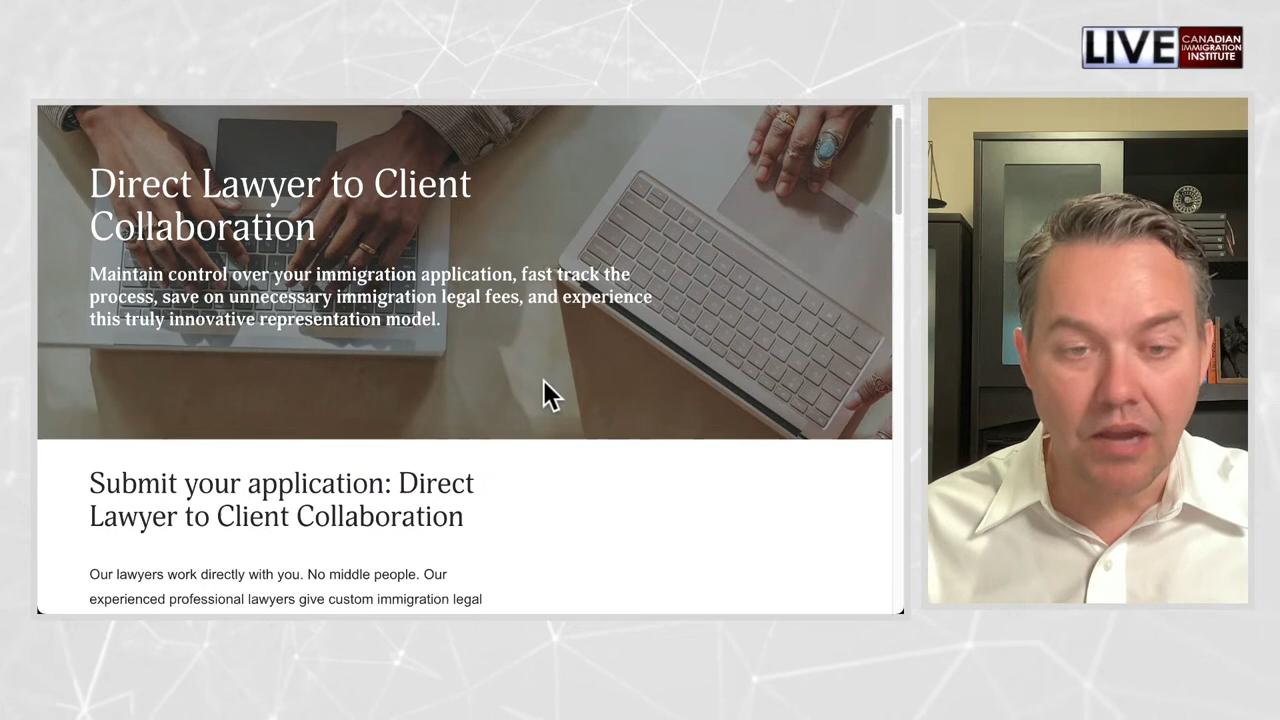 LIVE
CANADIAN
IMMIGRATION
INSTITUTE
Direct Lawyer to Client
Collaboration
Maintain control over your immigration application, fast track the
process, save on unnecessary immigration legal fees, and experience
this truly innovative representation model.
Submit your application: Direct
Lawyer to Client Collaboration
Our lawyers work directly with you. No middle people. Our
experienced professional lawyers give custom immigration legal